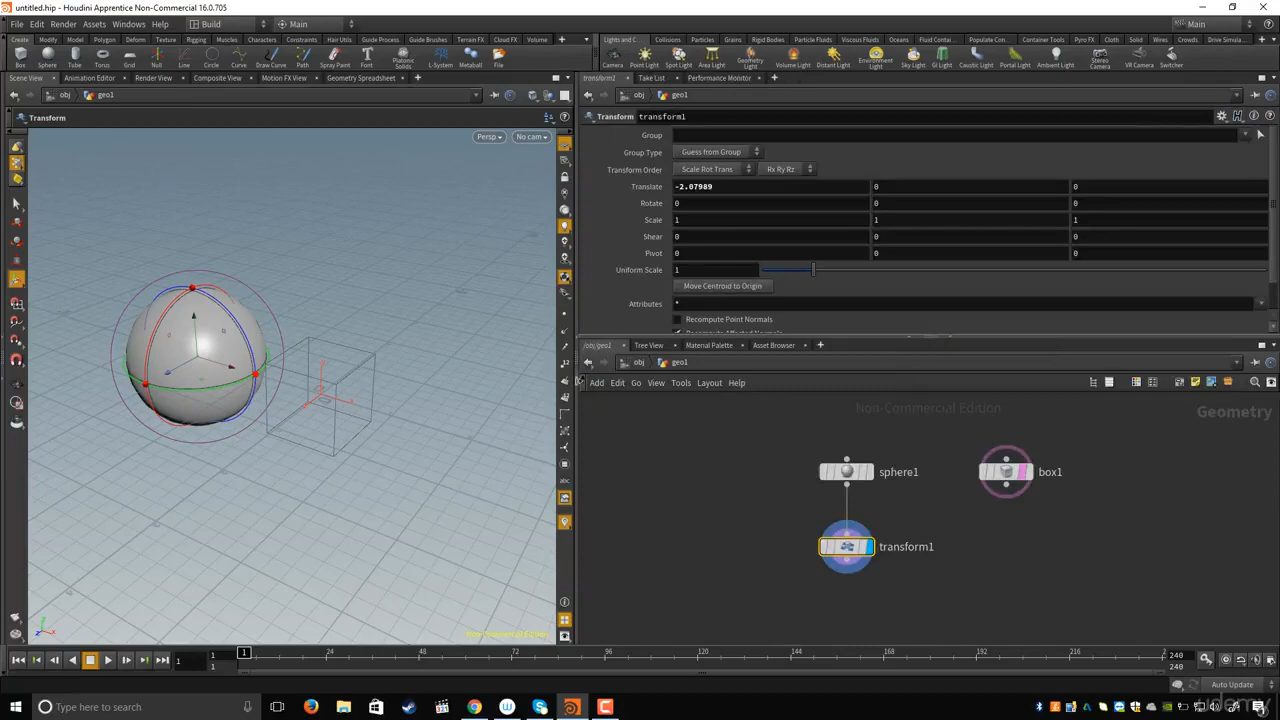 untitled.hip - Houdini Apprentice Non-Commercial 16.0.705
File Edit Render Assets Windows Help Build Main Main
Create Modify Model Polygon Deform Texture Rigging Muscles Characters Constraints Hair Utils Guide Process Guide Brushes Terrain FX Cloud FX Volume
Lights and C... Collisions Particles Grains Rigid Bodies Particle Fluids Viscous Fluids Oceans Fluid Contai... Populate Con... Container Tools Pyro FX Cloth Solid Wires Crowds Drive Simula...
Box Sphere Tube Torus Grid Line Circle Curve Draw Curve Path Spray Paint Font Platonic Solids L-System Metaball File
Camera Point Light Spot Light Area Light Geometry Light Volume Light Distant Light Environment Light Sky Light GI Light Caustic Light Portal Light Ambient Light Stereo Camera VR Camera Switcher
Scene View Animation Editor Render View Composite View Motion FX View Geometry Spreadsheet
transform1 Take List Performance Monitor
obj geo1
obj geo1
Transform
Transform transform1
Persp No cam
Group
Group Type Guess from Group
Transform Order Scale Rot Trans Rx Ry Rz
Translate -2.07989 0 0
Rotate 0 0 0
Scale 1 1 1
Shear 0 0 0
Pivot 0 0 0
Uniform Scale 1
Move Centroid to Origin
Attributes *
Recompute Point Normals
Recompute Affected Normals
/obj/geo1 Tree View Material Palette Asset Browser
obj geo1
Add Edit Go View Tools Layout Help
Non-Commercial Edition
Geometry
sphere1
box1
transform1
Non-Commercial Edition
1 1 1 1 24 48 72 96 120 144 168 192 216 240 240
Auto Update
Type here to search